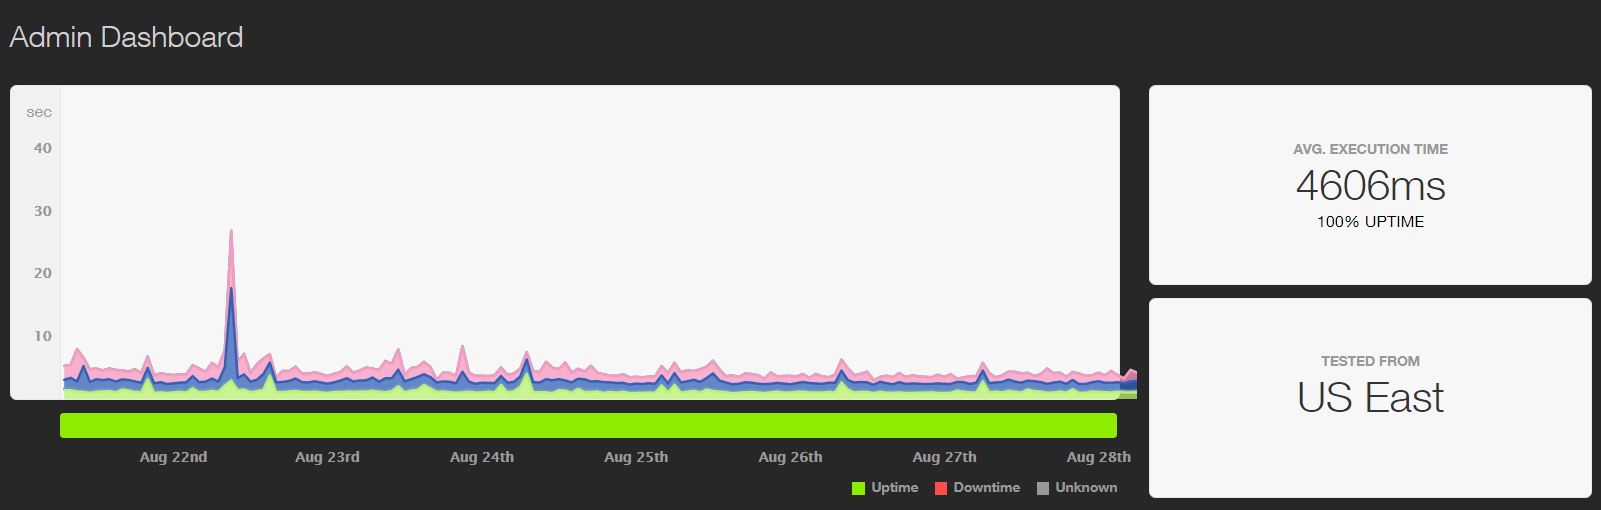 Admin Dashboard
sec
40
30
20
10
Aug 22nd Aug 23rd Aug 24th Aug 25th Aug 26th Aug 27th Aug 28th
Uptime Downtime Unknown
AVG. EXECUTION TIME
4606ms
100% UPTIME
TESTED FROM
US East